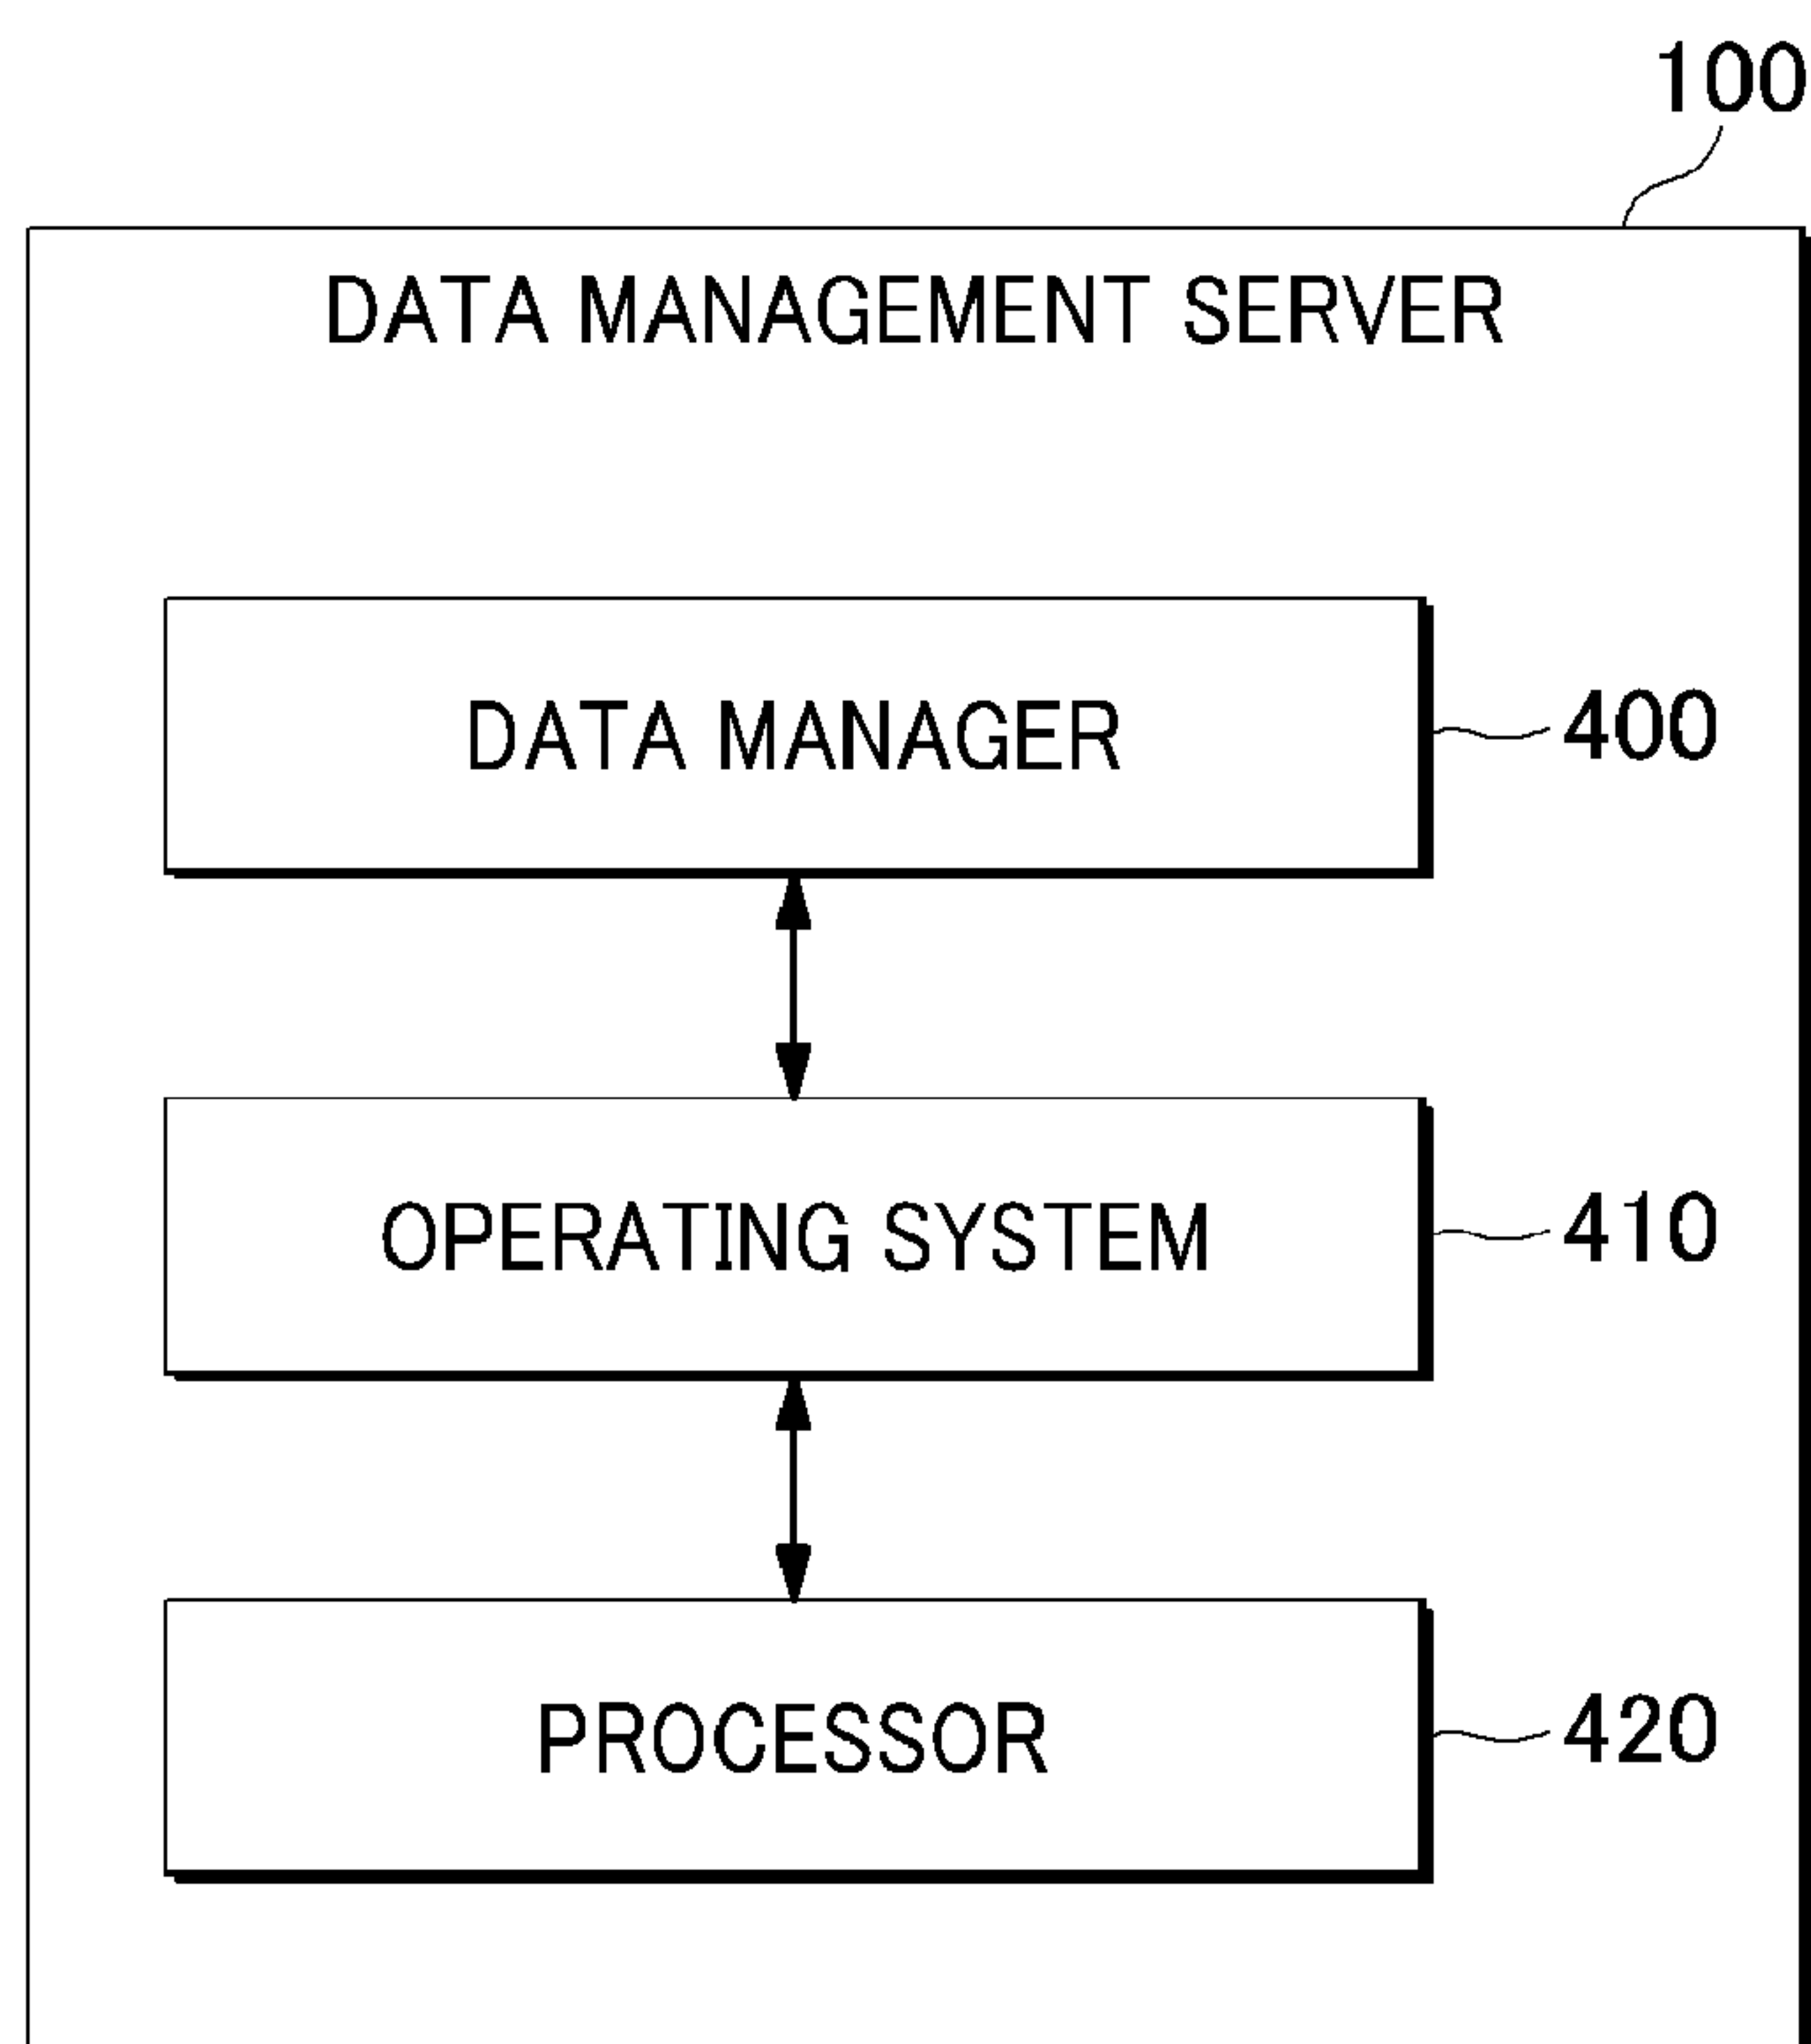 100
DATA MANAGEMENT SERVER
DATA MANAGER
400
OPERATING SYSTEM
410
PROCESSOR
420